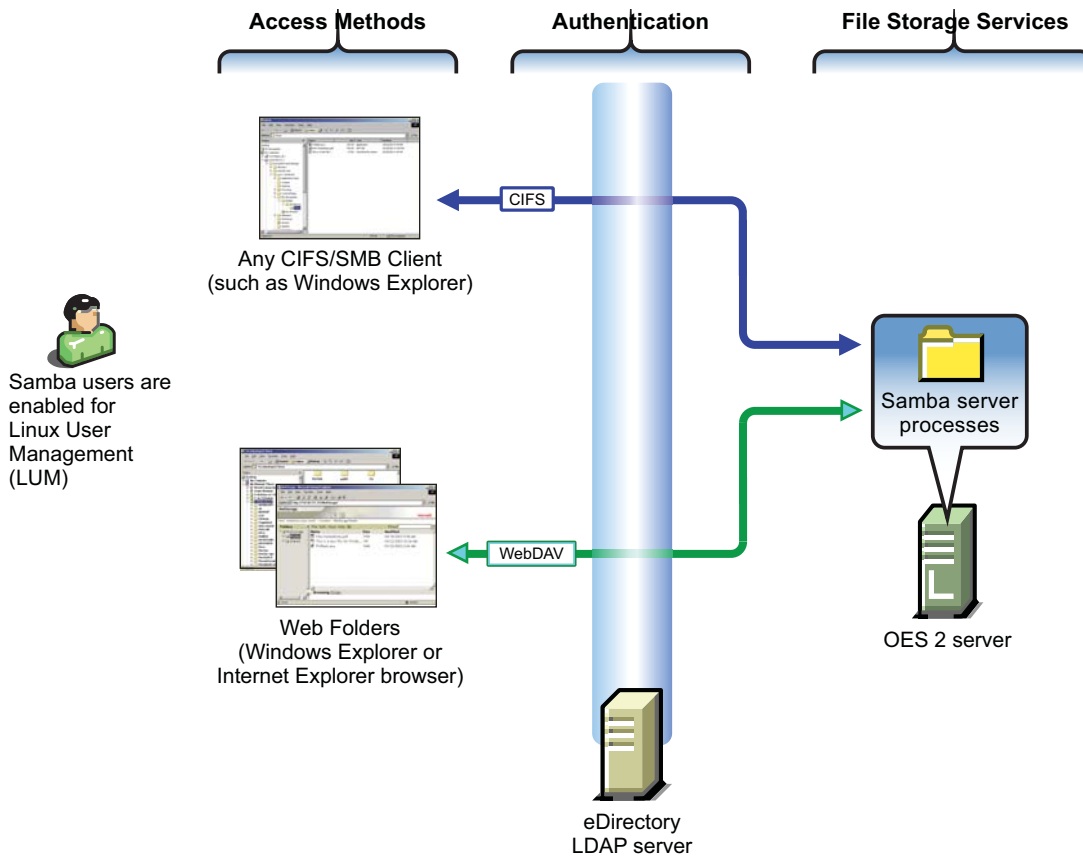 Access Methods
Authentication
File Storage Services
CIFS
Any CIFS/SMB Client
(such as Windows Explorer)
Samba users are
enabled for
Linux User
Management
(LUM)
Samba server
processes
WebDAV
Web Folders
(Windows Explorer or
Internet Explorer browser)
OES 2 server
eDirectory
LDAP server